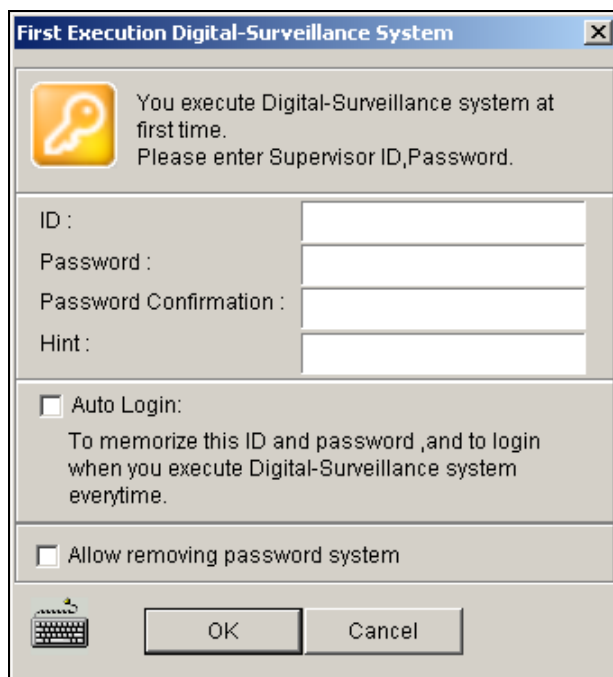 First Execution Digital-Surveillance System
You execute Digital-Surveillance system at
first time.
Please enter Supervisor ID,Password.
ID :
Password :
Password Confirmation :
Hint :
Auto Login:
To memorize this ID and password ,and to login
when you execute Digital-Surveillance system
everytime.
Allow removing password system
OK
Cancel